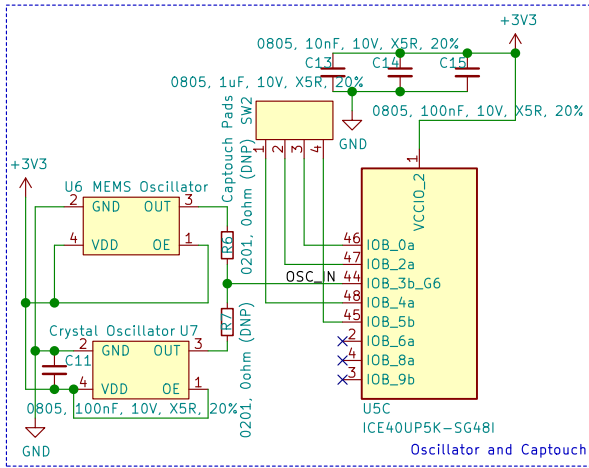 +3V3
0805, 10nF, 10V, X5R, 20%
C13
C14
C15
0805, 1uF, 10V, X5R, 20%
0805, 100nF, 10V, X5R, 20%
GND
SW2
Captouch Pads
1
2
3
4
1
VCCIO_2
+3V3
U6 MEMS Oscillator
2
GND
OUT
3
4
VDD
OE
1
R6
0201, 0ohm (DNP)
OSC_IN
46
IOB_0a
47
IOB_2a
44
IOB_3b_G6
48
IOB_4a
45
IOB_5b
2
IOB_6a
4
IOB_8a
3
IOB_9b
R7
0201, 0ohm (DNP)
Crystal Oscillator U7
2
GND
OUT
3
C11
4
VDD
OE
1
0805, 100nF, 10V, X5R, 20%
GND
U5C
ICE40UP5K-SG48I
Oscillator and Captouch